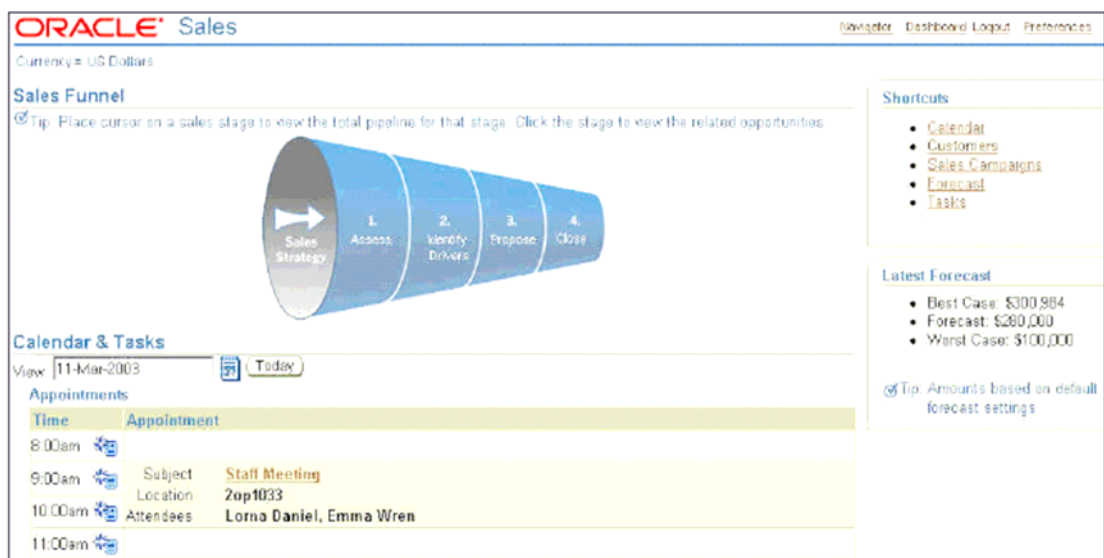 ORACLE Sales
Navigator Dashboard Logout Preferences
Currency = US Dollars
Sales Funnel
Tip: Place cursor on a sales stage to view the total pipeline for that stage. Click the stage to view the related opportunities
Sales Strategy
1. Assess
2. Identify Drivers
3. Propose
4. Close
Calendar & Tasks
View 11-Mar-2003 Today
Appointments
Time Appointment
8:00am
9:00am Subject Staff Meeting
Location 2op1033
10:00am Attendees Lorna Daniel, Emma Wren
11:00am
Shortcuts
Calendar
Customers
Sales Campaigns
Forecast
Tasks
Latest Forecast
Best Case: $300,984
Forecast: $280,000
Worst Case: $100,000
Tip: Amounts based on default
forecast settings